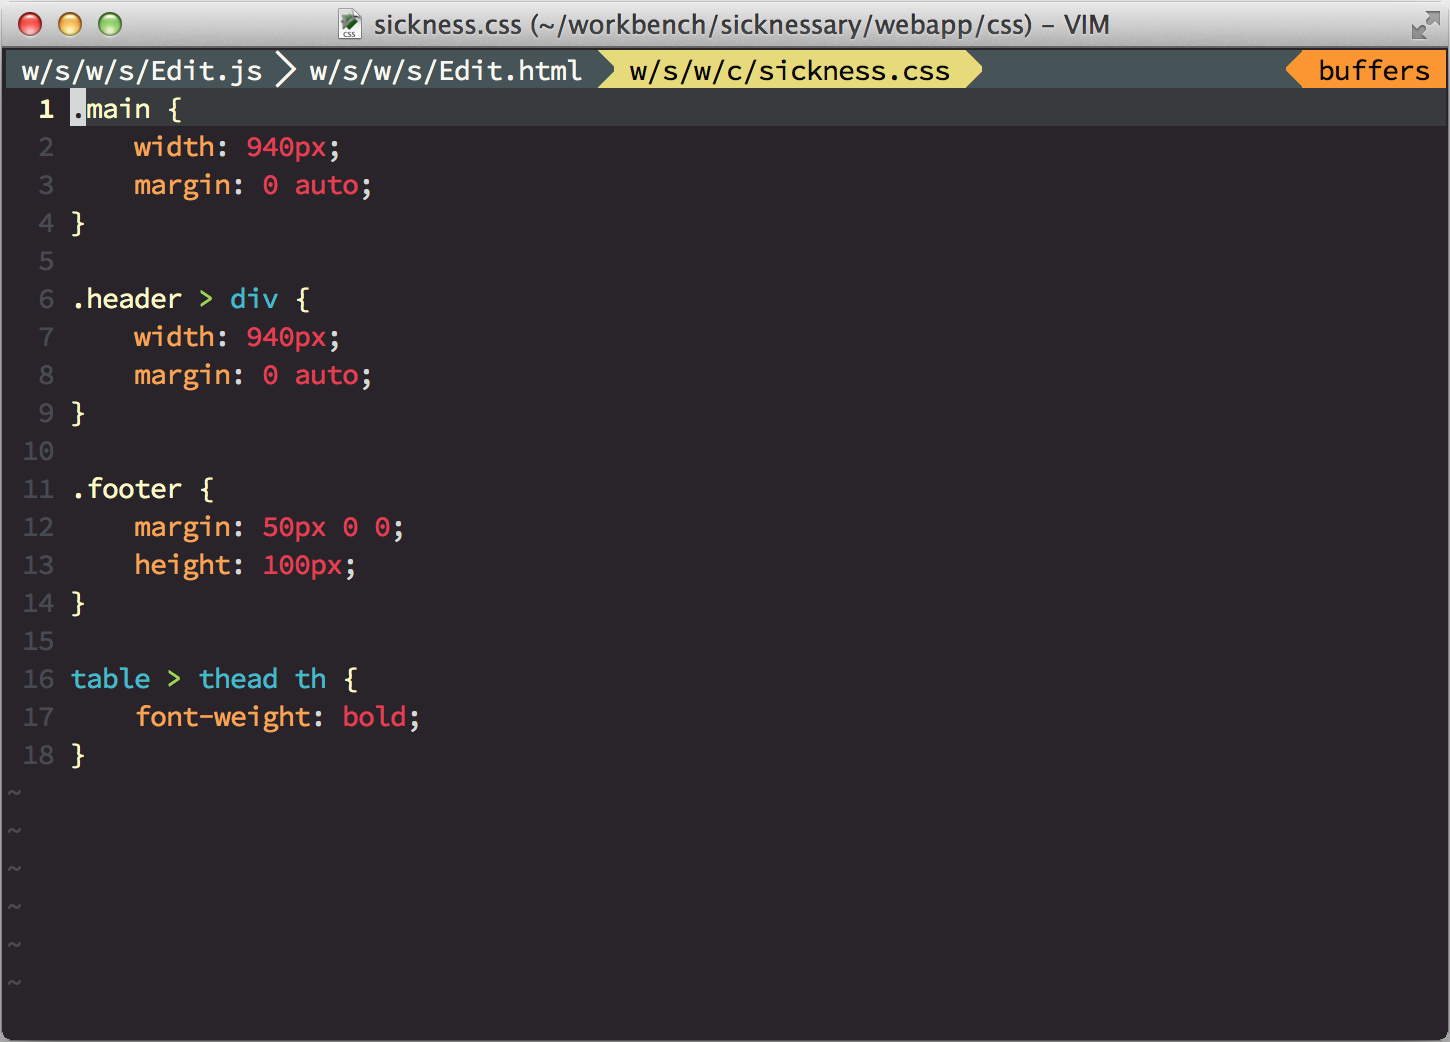 sickness.css (~/workbench/sicknessary/webapp/css) – VIM
w/s/w/s/Edit.js w/s/w/s/Edit.html w/s/w/c/sickness.css buffers
1 .main {
2     width: 940px;
3     margin: 0 auto;
4 }
5
6 .header > div {
7     width: 940px;
8     margin: 0 auto;
9 }
10
11 .footer {
12     margin: 50px 0 0;
13     height: 100px;
14 }
15
16 table > thead th {
17     font-weight: bold;
18 }
~
~
~
~
~
~